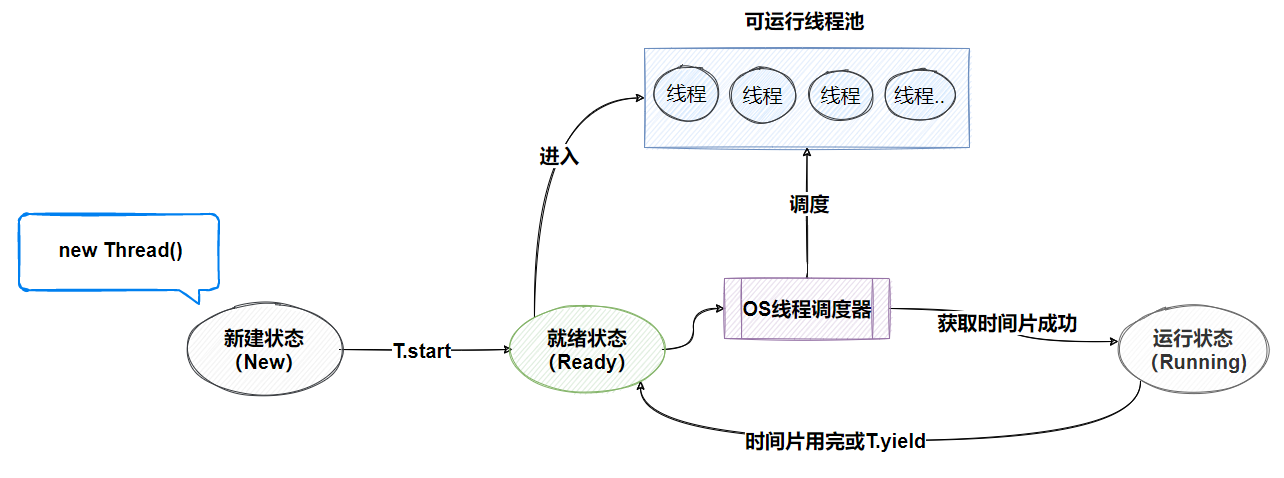 可运行线程池
线程
线程
线程
线程..
进入
调度
new Thread()
新建状态
（New）
T.start
就绪状态
（Ready）
OS线程调度器
获取时间片成功
运行状态
（Running)
时间片用完或T.yield